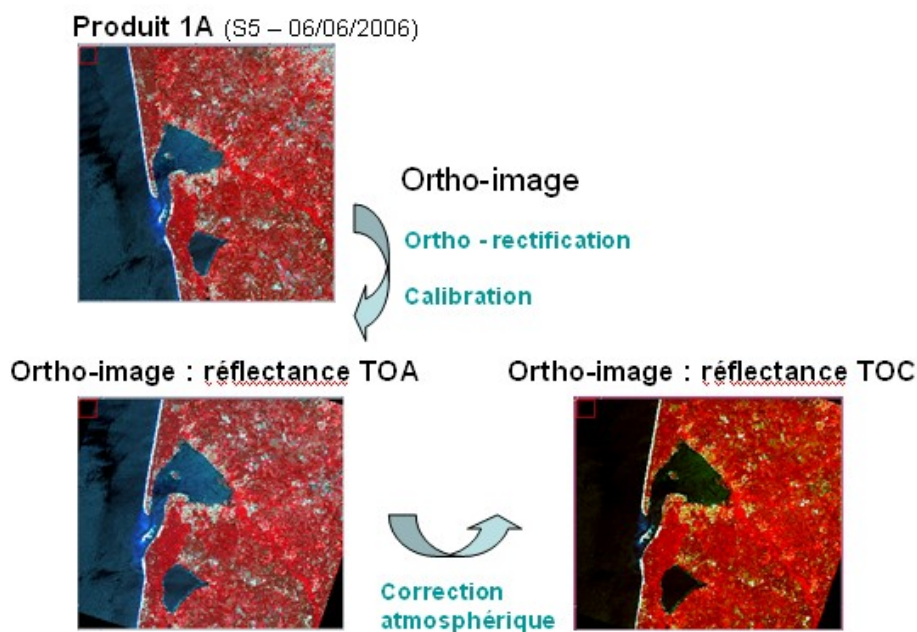 Produit 1A (S5 – 06/06/2006)
Ortho-image
Ortho - rectification
Calibration
Ortho-image : réflectance TOA
Ortho-image : réflectance TOC
Correction
atmosphérique